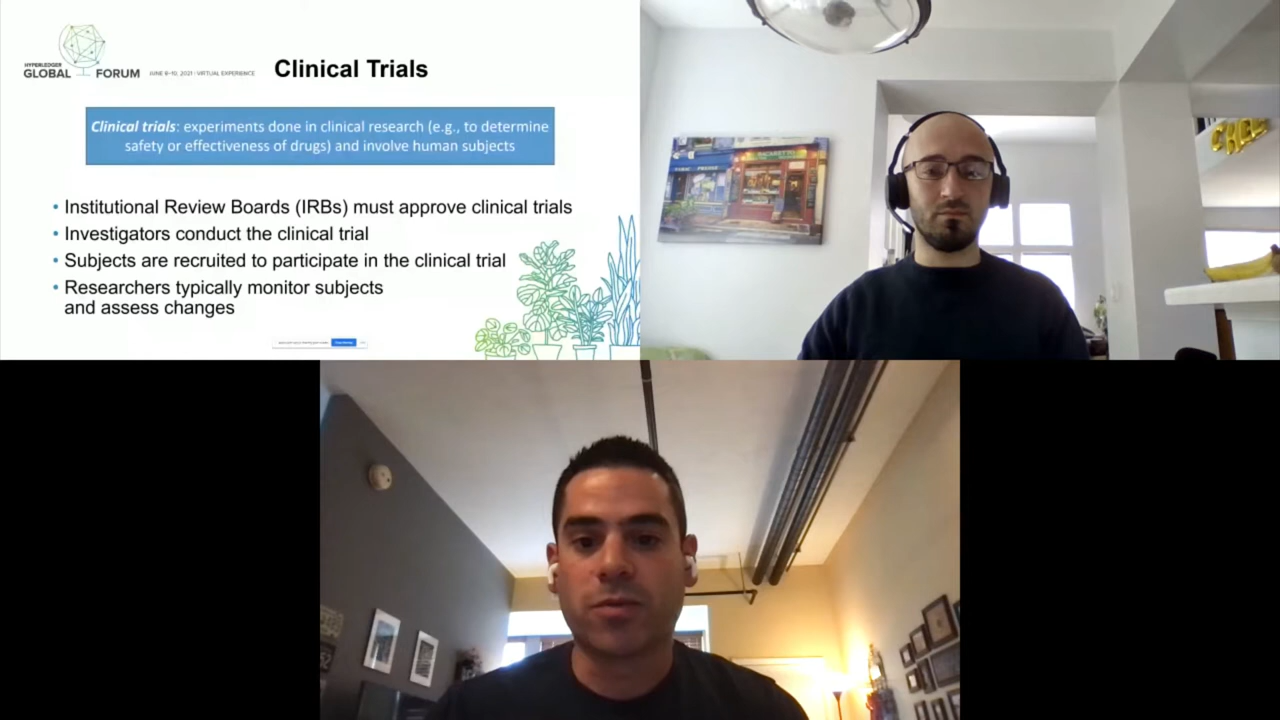 HYPERLEDGER
GLOBAL FORUM
JUNE 8-10, 2021 | VIRTUAL EXPERIENCE
Clinical Trials
Clinical trials: experiments done in clinical research (e.g., to determine
safety or effectiveness of drugs) and involve human subjects
• Institutional Review Boards (IRBs) must approve clinical trials
• Investigators conduct the clinical trial
• Subjects are recruited to participate in the clinical trial
• Researchers typically monitor subjects
and assess changes